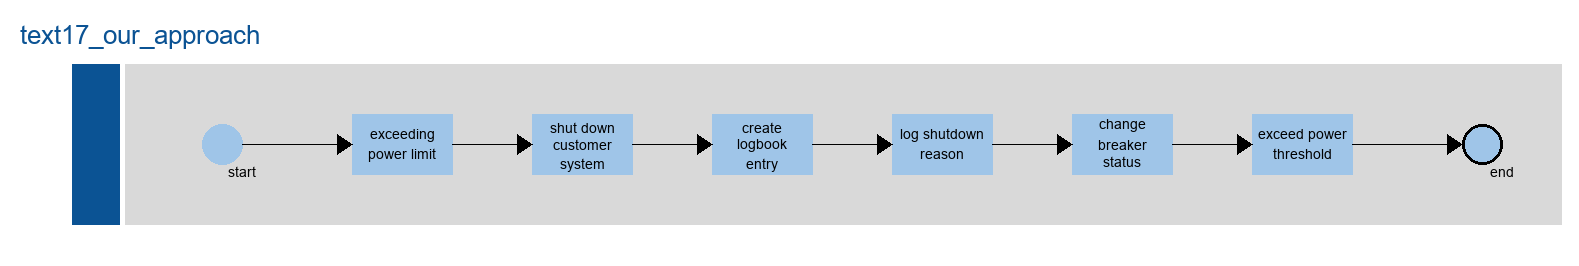 text17_our_approach
start
exceeding
power limit
shut down
customer
system
create
logbook
entry
log shutdown
reason
change
breaker
status
exceed power
threshold
end